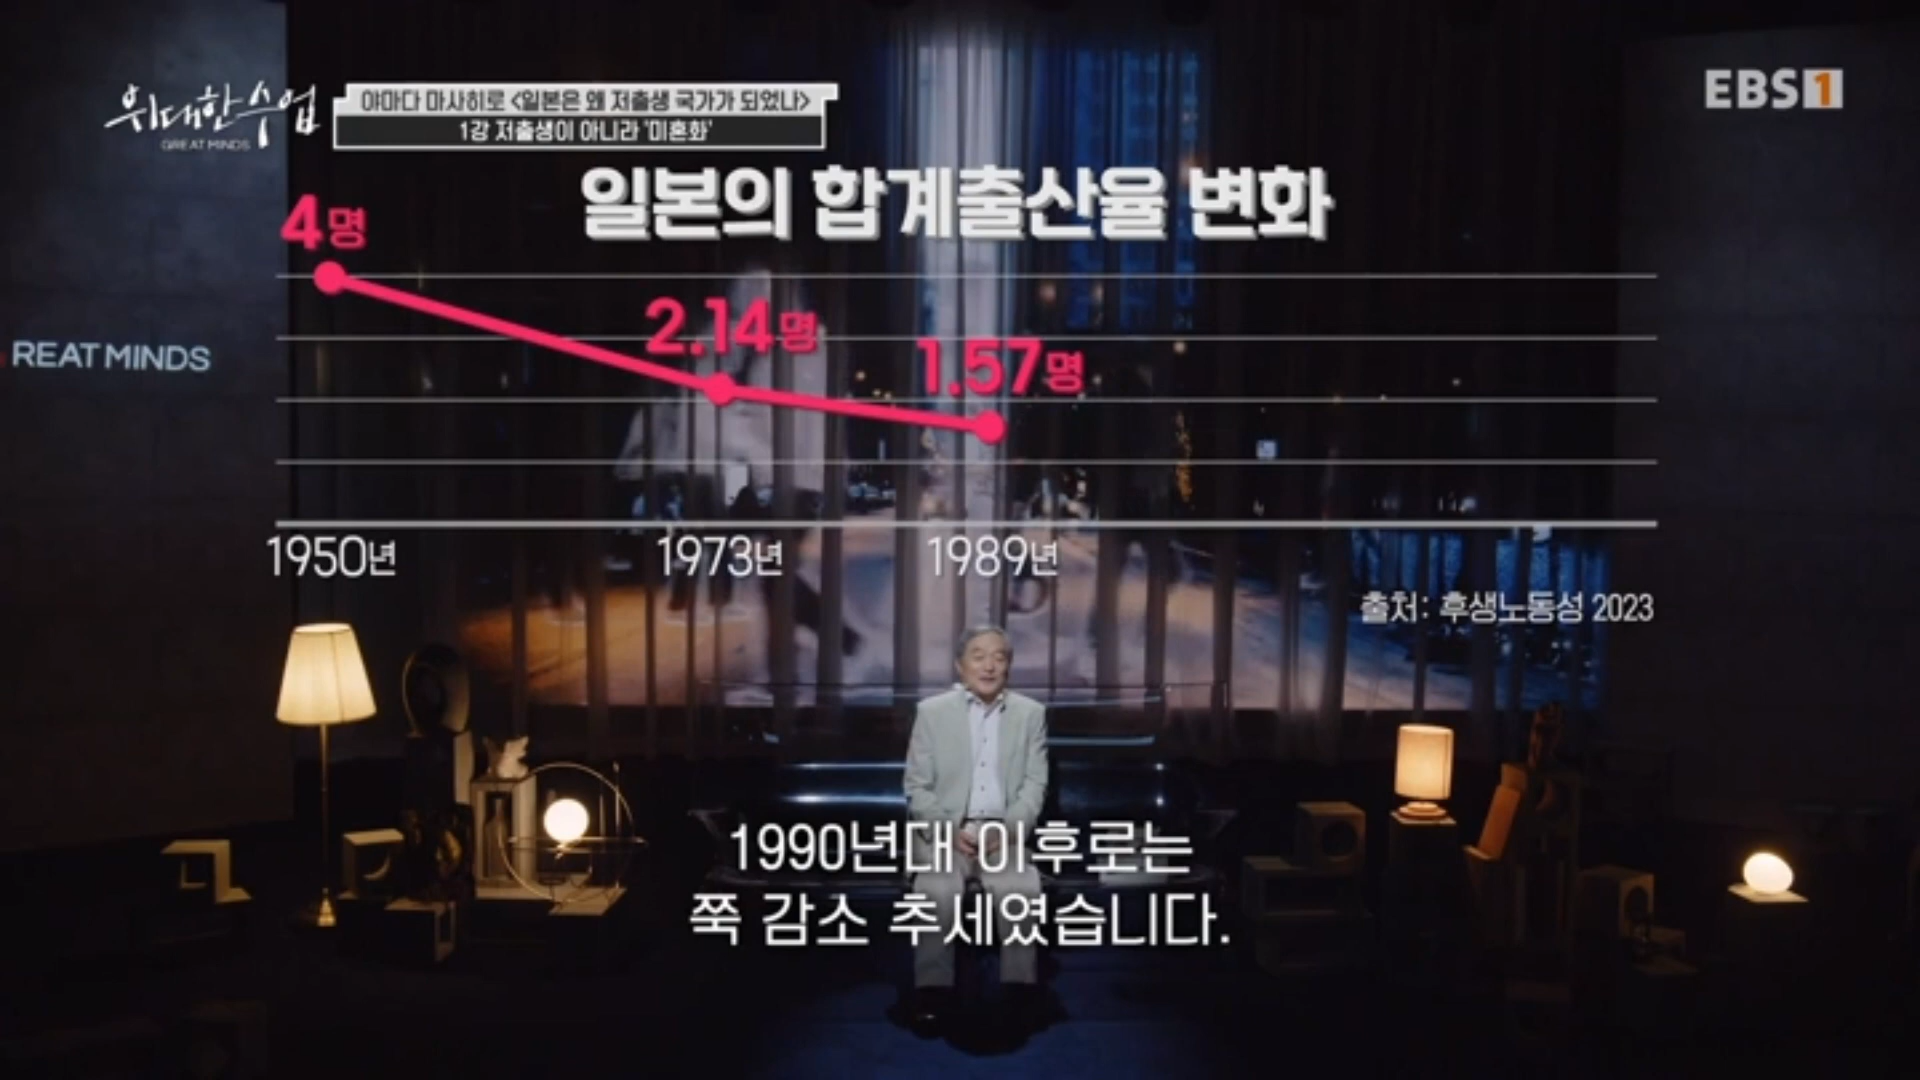 위대한 수업
GREAT MINDS
야마다 마사히로 <일본은 왜 저출생 국가가 되었나>
1강 저출생이 아니라 '미혼화'
EBS1
일본의 합계출산율 변화
4명
2.14명
1.57명
REAT MINDS
1950년
1973년
1989년
출처: 후생노동성 2023
1990년대 이후로는
쭉 감소 추세였습니다.